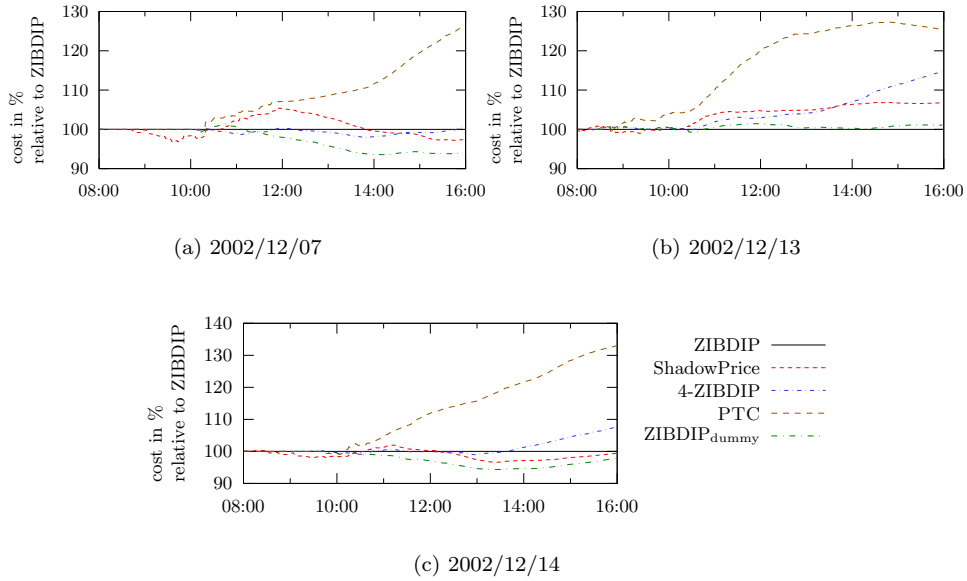 130
120
110
100
90
cost in %
relative to ZIBDIP
08:00 10:00 12:00 14:00 16:00
(a) 2002/12/07
130
120
110
100
90
cost in %
relative to ZIBDIP
08:00 10:00 12:00 14:00 16:00
(b) 2002/12/13
140
130
120
110
100
90
cost in %
relative to ZIBDIP
08:00 10:00 12:00 14:00 16:00
(c) 2002/12/14
ZIBDIP
ShadowPrice
4-ZIBDIP
PTC
ZIBDIPdummy